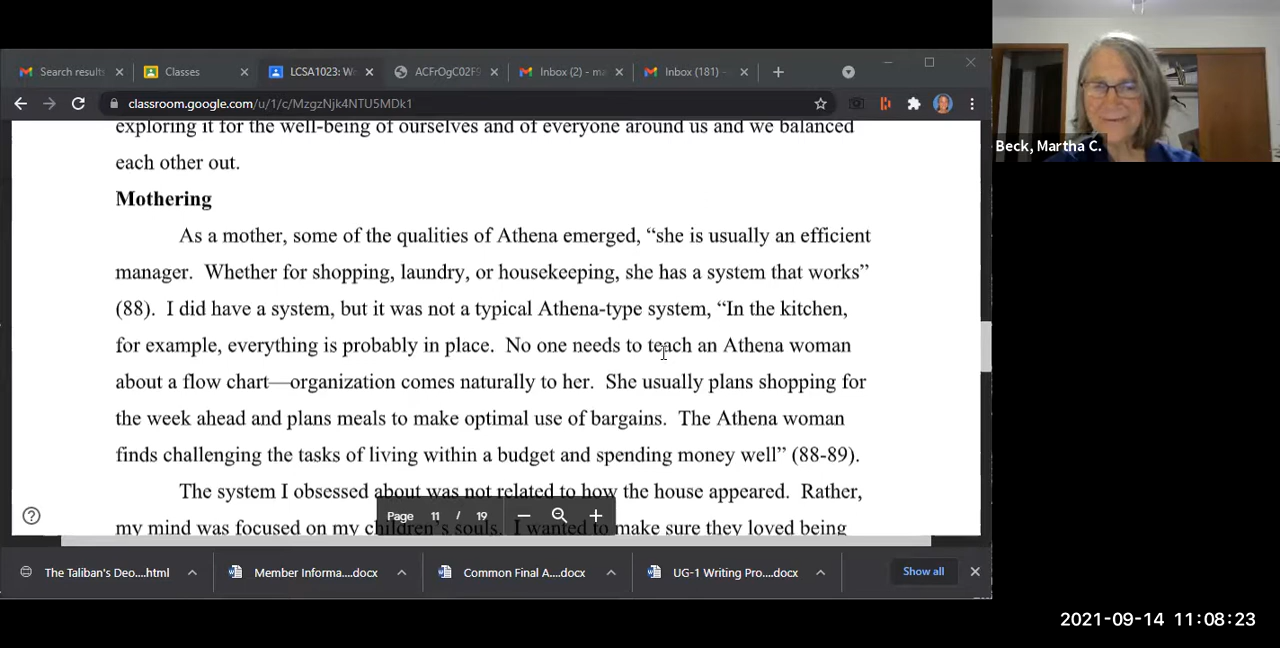 Search results
Classes
LCSA1023: W
ACFrOgC02F9
Inbox (2) - ma
Inbox (181) -
classroom.google.com/u/1/c/MzgzNjk4NTU5MDk1
exploring it for the well-being of ourselves and of everyone around us and we balanced
each other out.
Mothering
As a mother, some of the qualities of Athena emerged, “she is usually an efficient
manager.  Whether for shopping, laundry, or housekeeping, she has a system that works”
(88).  I did have a system, but it was not a typical Athena-type system, “In the kitchen,
for example, everything is probably in place.  No one needs to teach an Athena woman
about a flow chart—organization comes naturally to her.  She usually plans shopping for
the week ahead and plans meals to make optimal use of bargains.  The Athena woman
finds challenging the tasks of living within a budget and spending money well” (88-89).
The system I obsessed about was not related to how the house appeared.  Rather,
my mind was focused on my children’s souls.  I wanted to make sure they loved being
Page 11 / 19
The Taliban's Deo....html
Member Informa....docx
Common Final A....docx
UG-1 Writing Pro....docx
Show all
Beck, Martha C.
2021-09-14 11:08:23